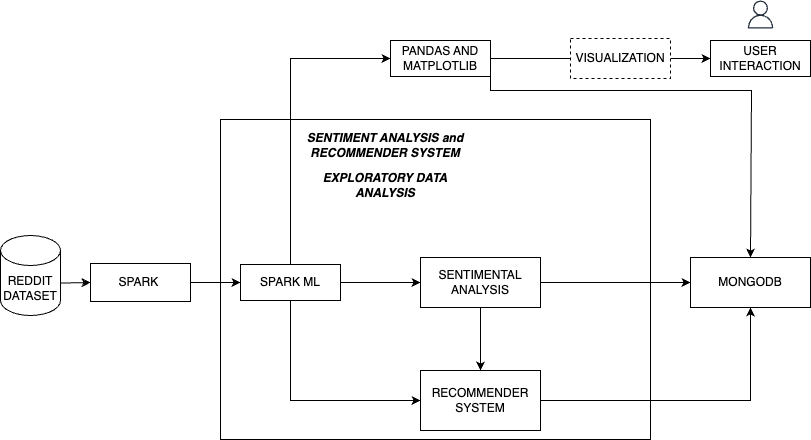 PANDAS AND
MATPLOTLIB
VISUALIZATION
USER
INTERACTION
SENTIMENT ANALYSIS and
RECOMMENDER SYSTEM
EXPLORATORY DATA
ANALYSIS
REDDIT
DATASET
SPARK
SPARK ML
SENTIMENTAL
ANALYSIS
MONGODB
RECOMMENDER
SYSTEM